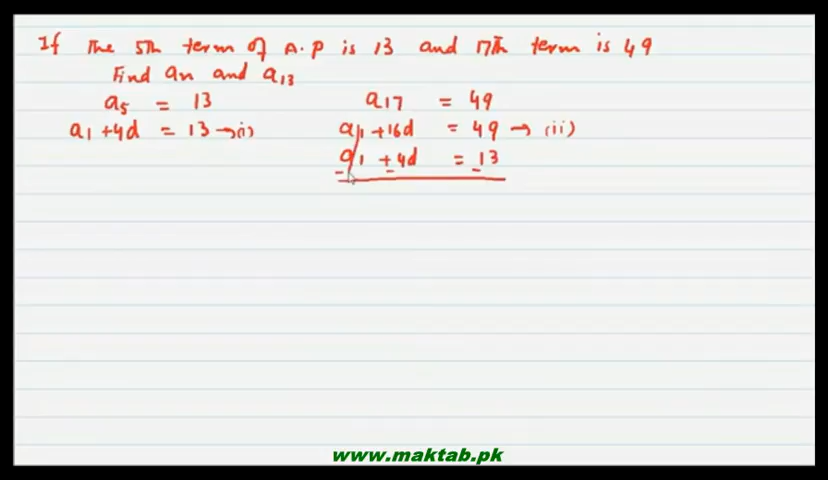 If The 5Th term of A.P is 13 and 17Th term is 49
Find an and a13
a5 = 13 a17 = 49
a1 + 4d = 13 → (i) a1 + 16d = 49 → (ii)
a1 + 4d = 13
- - -
www.maktab.pk